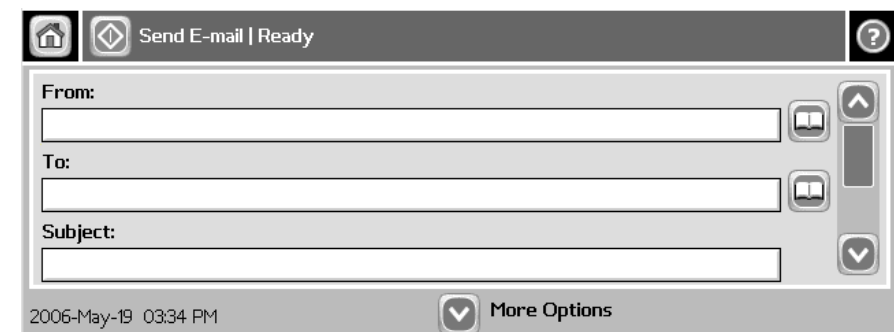 Send E-mail | Ready
?
From:
To:
Subject:
2006-May-19 03:34 PM
More Options